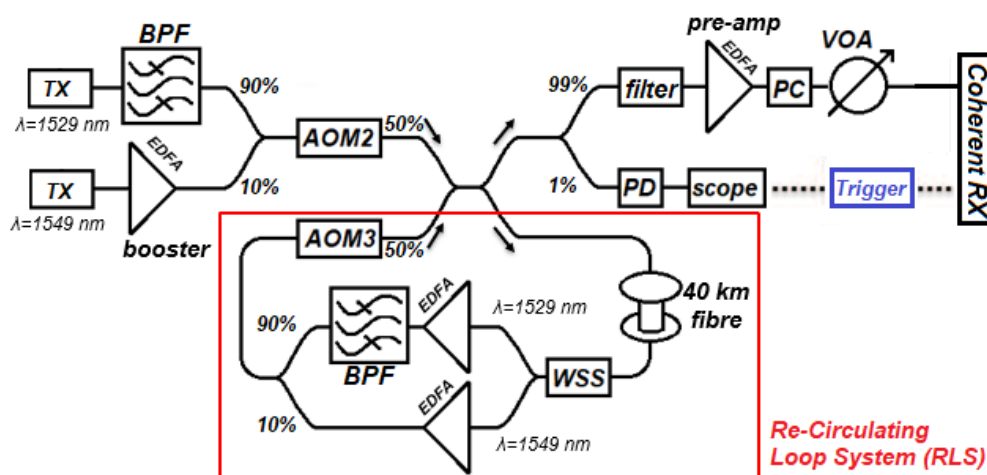 BPF
TX
λ=1529 nm
90%
TX
λ=1549 nm
EDFA
booster
10%
AOM2
50%
AOM3
50%
99%
1%
filter
pre-amp
EDFA
PC
VOA
Coherent RX
PD
scope
Trigger
40 km
fibre
WSS
λ=1529 nm
λ=1549 nm
EDFA
EDFA
BPF
90%
10%
Re-Circulating
Loop System (RLS)